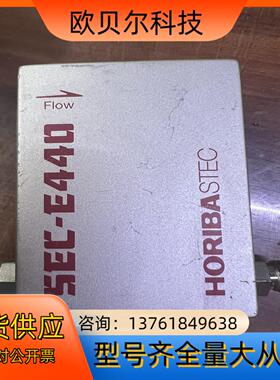 欧贝尔科技
Flow
SEC-E440
HORIBASTEC
货供应
咨询：13761849638
对公开票
型号齐全量大从